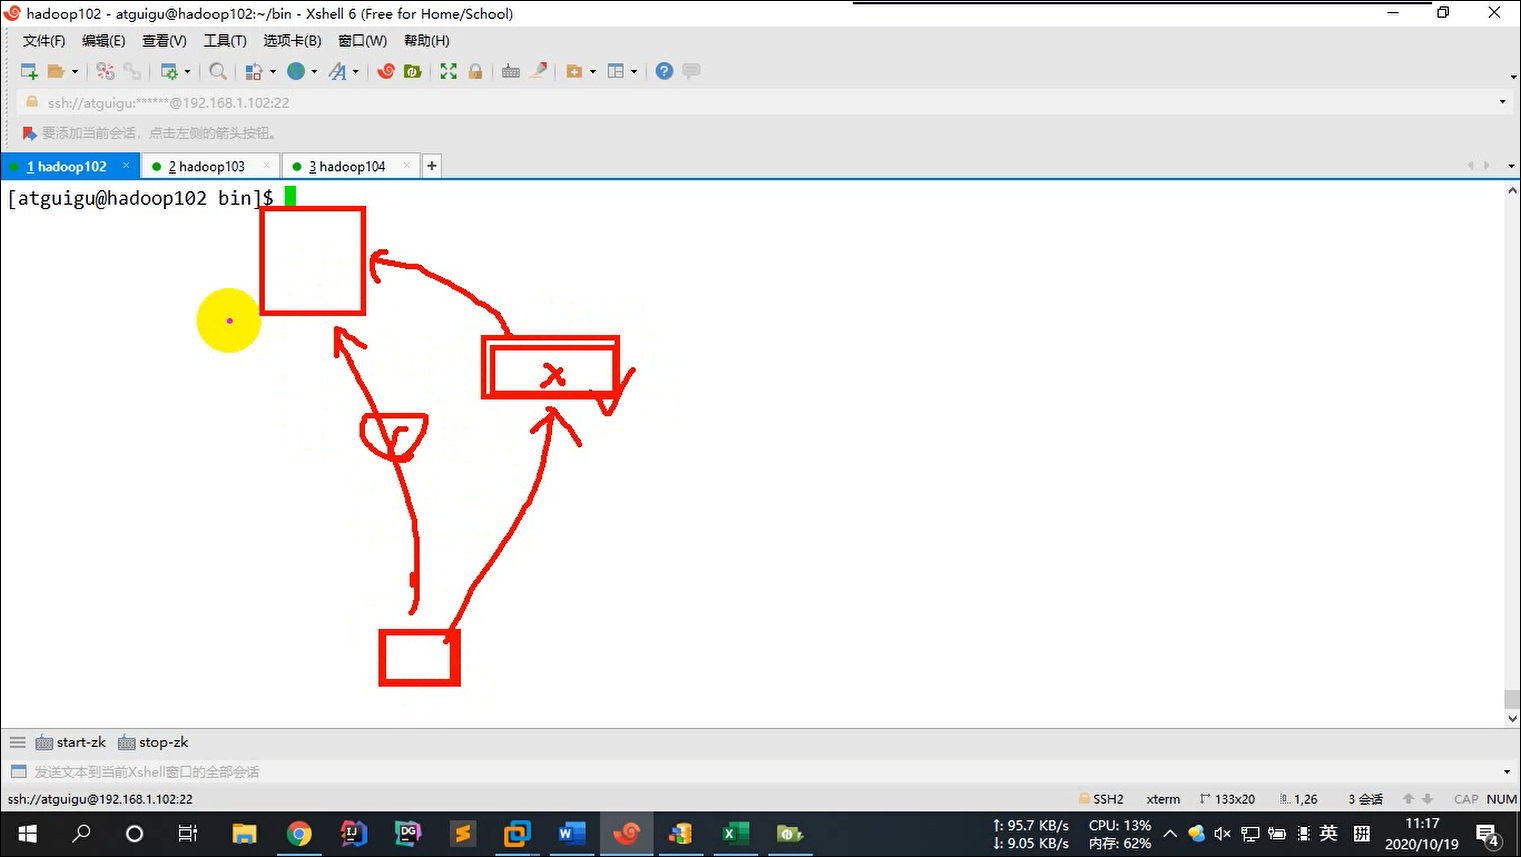 hadoop102 - atguigu@hadoop102:~/bin - Xshell 6 (Free for Home/School)
文件(F) 编辑(E) 查看(V) 工具(T) 选项卡(B) 窗口(W) 帮助(H)
ssh://atguigu:******@192.168.1.102:22
要添加当前会话，点击左侧的箭头按钮。
1 hadoop102 × 2 hadoop103 × 3 hadoop104 × +
[atguigu@hadoop102 bin]$
x
r
start-zk stop-zk
发送文本到当前Xshell窗口的全部会话
ssh://atguigu@192.168.1.102:22 SSH2 xterm 133x20 1,26 3 会话 CAP NUM
↑: 95.7 KB/s CPU: 13% 11:17
↓: 9.05 KB/s 内存: 62% 英 拼 2020/10/19 4